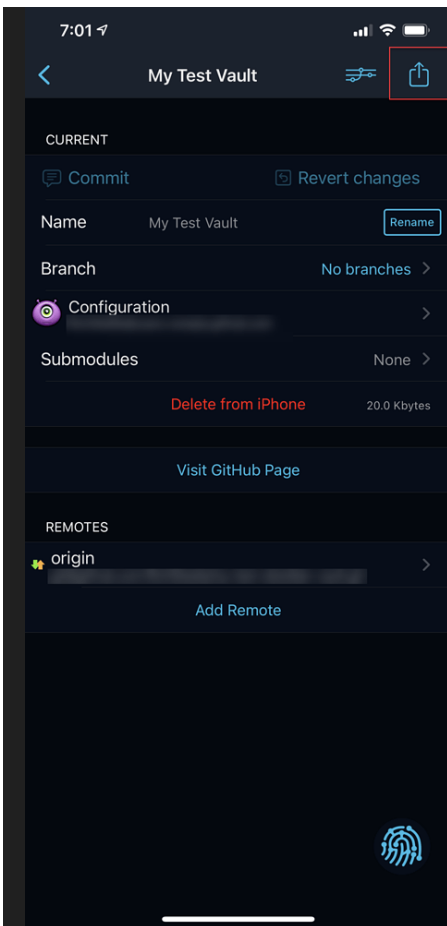 7:01
My Test Vault
CURRENT
Commit
Revert changes
Name
My Test Vault
Rename
Branch
No branches
Configuration
Submodules
None
Delete from iPhone
20.0 Kbytes
Visit GitHub Page
REMOTES
origin
Add Remote